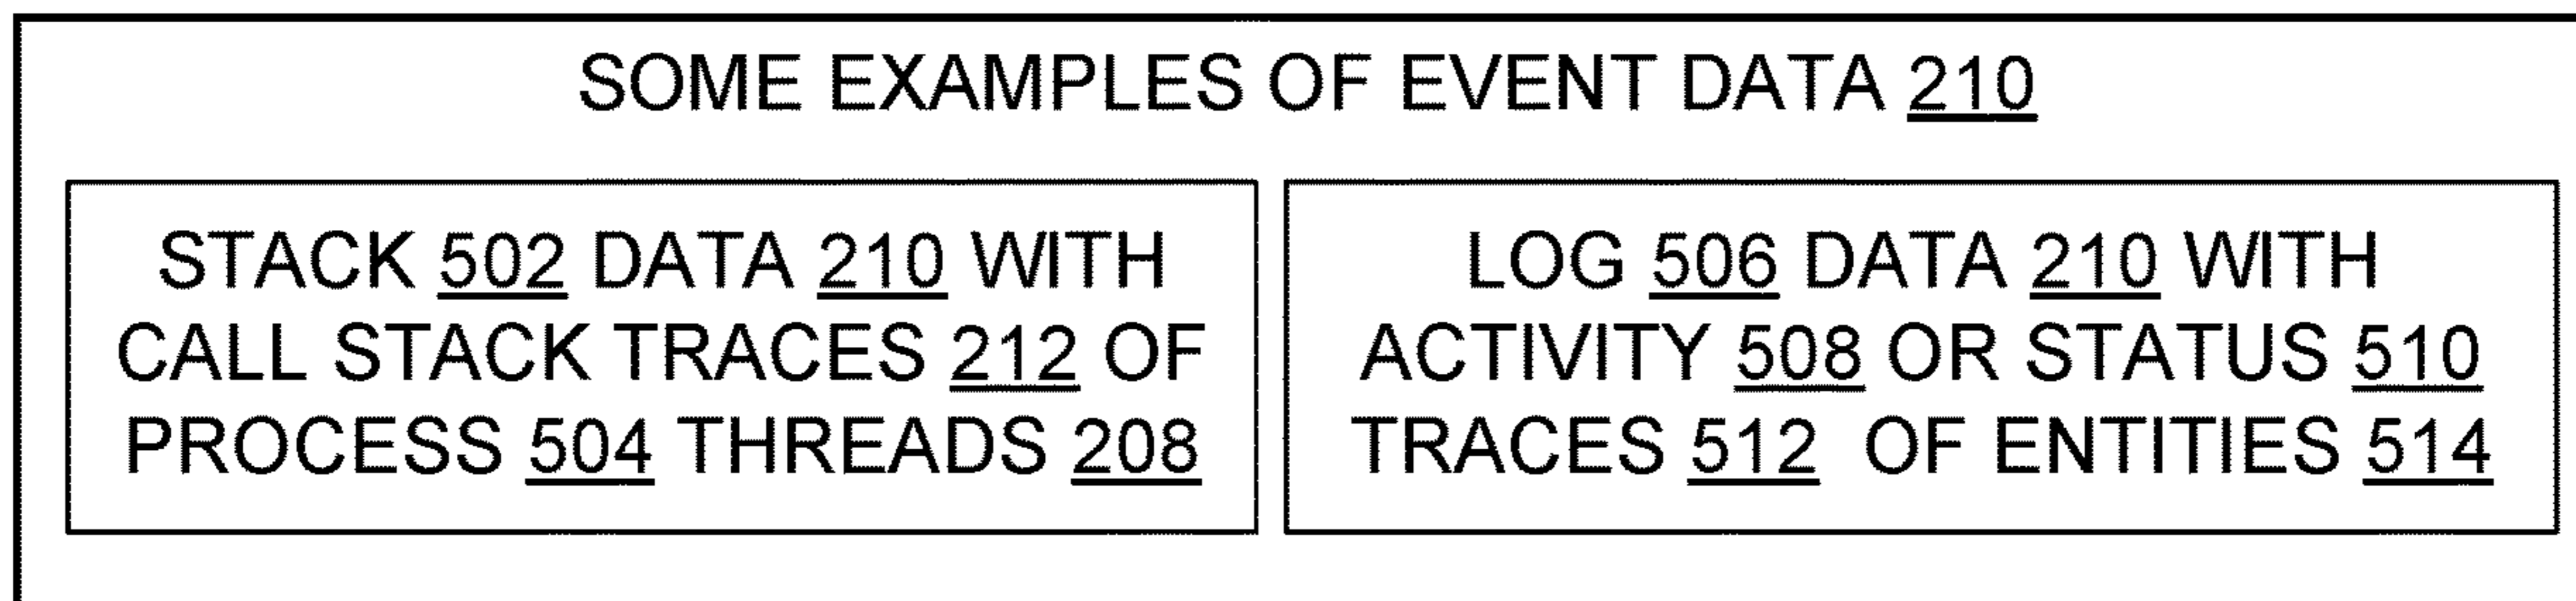 SOME EXAMPLES OF EVENT DATA 210
STACK 502 DATA 210 WITH
CALL STACK TRACES 212 OF
PROCESS 504 THREADS 208
LOG 506 DATA 210 WITH
ACTIVITY 508 OR STATUS 510
TRACES 512 OF ENTITIES 514